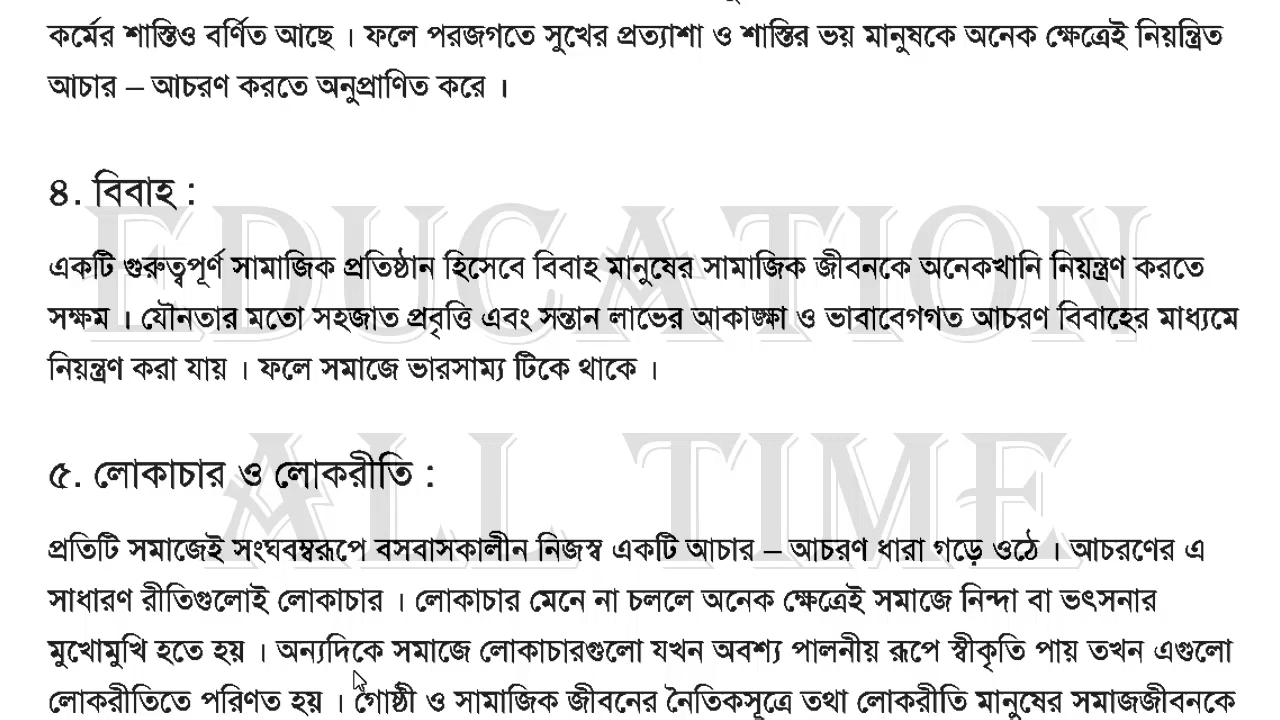 কর্মের শাস্তিও বর্ণিত আছে । ফলে পরজগতে সুখের প্রত্যাশা ও শাস্তির ভয় মানুষকে অনেক ক্ষেত্রেই নিয়ন্ত্রিত
আচার – আচরণ করতে অনুপ্রাণিত করে ।
৪. বিবাহ :
একটি গুরুত্বপূর্ণ সামাজিক প্রতিষ্ঠান হিসেবে বিবাহ মানুষের সামাজিক জীবনকে অনেকখানি নিয়ন্ত্রণ করতে
সক্ষম । যৌনতার মতো সহজাত প্রবৃত্তি এবং সন্তান লাভের আকাঙ্ক্ষা ও ভাবাবেগগত আচরণ বিবাহের মাধ্যমে
নিয়ন্ত্রণ করা যায় । ফলে সমাজে ভারসাম্য টিকে থাকে ।
৫. লোকাচার ও লোকরীতি :
প্রতিটি সমাজেই সংঘবম্বরূপে বসবাসকালীন নিজস্ব একটি আচার – আচরণ ধারা গড়ে ওঠে । আচরণের এ
সাধারণ রীতিগুলোই লোকাচার । লোকাচার মেনে না চললে অনেক ক্ষেত্রেই সমাজে নিন্দা বা ভৎসনার
মুখোমুখি হতে হয় । অন্যদিকে সমাজে লোকাচারগুলো যখন অবশ্য পালনীয় রূপে স্বীকৃতি পায় তখন এগুলো
লোকরীতিতে পরিণত হয় । গোষ্ঠী ও সামাজিক জীবনের নৈতিকসূত্রে তথা লোকরীতি মানুষের সমাজজীবনকে
EDUCATION
ALL TIME